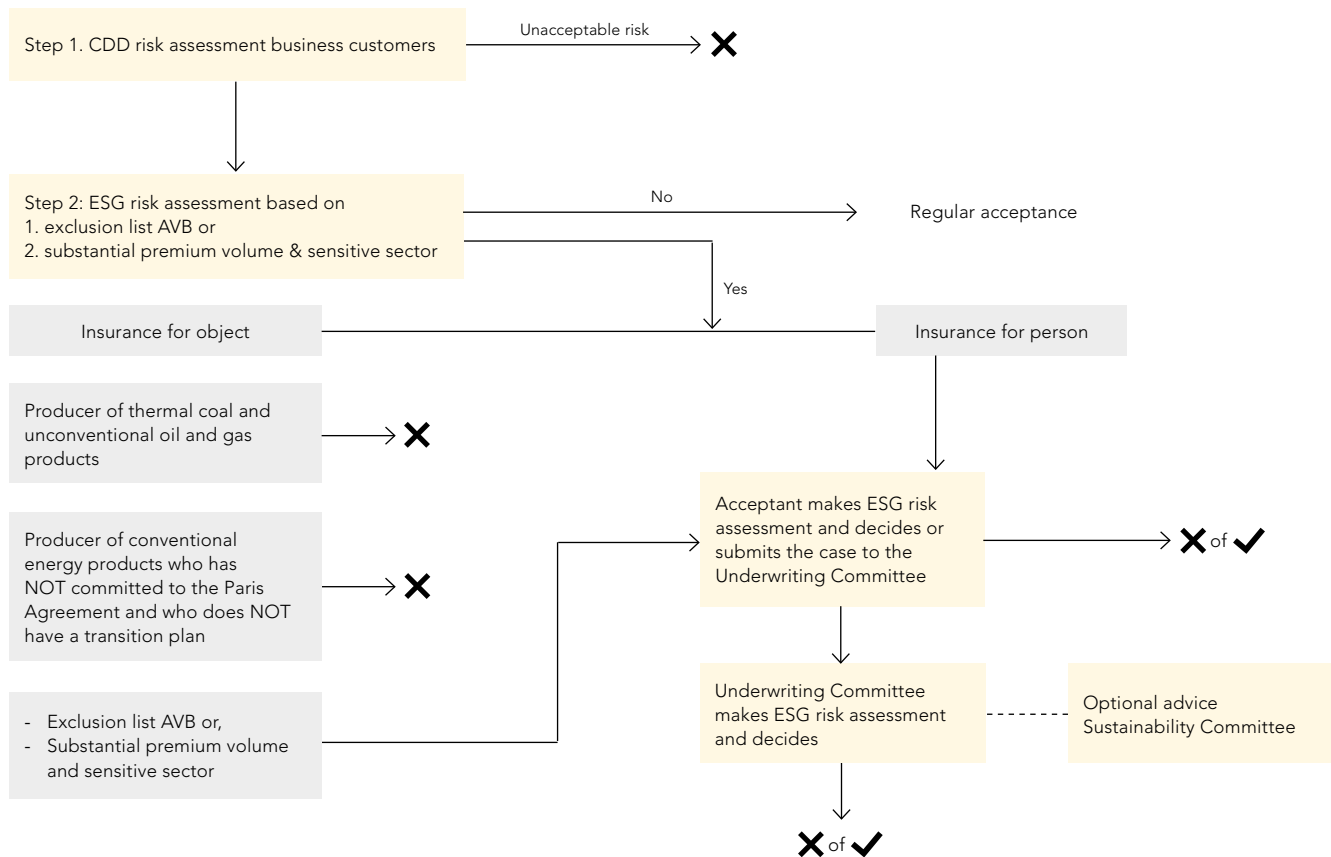 Step 1. CDD risk assessment business customers
Unacceptable risk
Step 2: ESG risk assessment based on
1. exclusion list AVB or
2. substantial premium volume & sensitive sector
No
Regular acceptance
Yes
Insurance for object
Insurance for person
Producer of thermal coal and
unconventional oil and gas
products
Producer of conventional
energy products who has
NOT committed to the Paris
Agreement and who does NOT
have a transition plan
- Exclusion list AVB or,
- Substantial premium volume
and sensitive sector
Acceptant makes ESG risk
assessment and decides or
submits the case to the
Underwriting Committee
of
Underwriting Committee
makes ESG risk assessment
and decides
Optional advice
Sustainability Committee
of